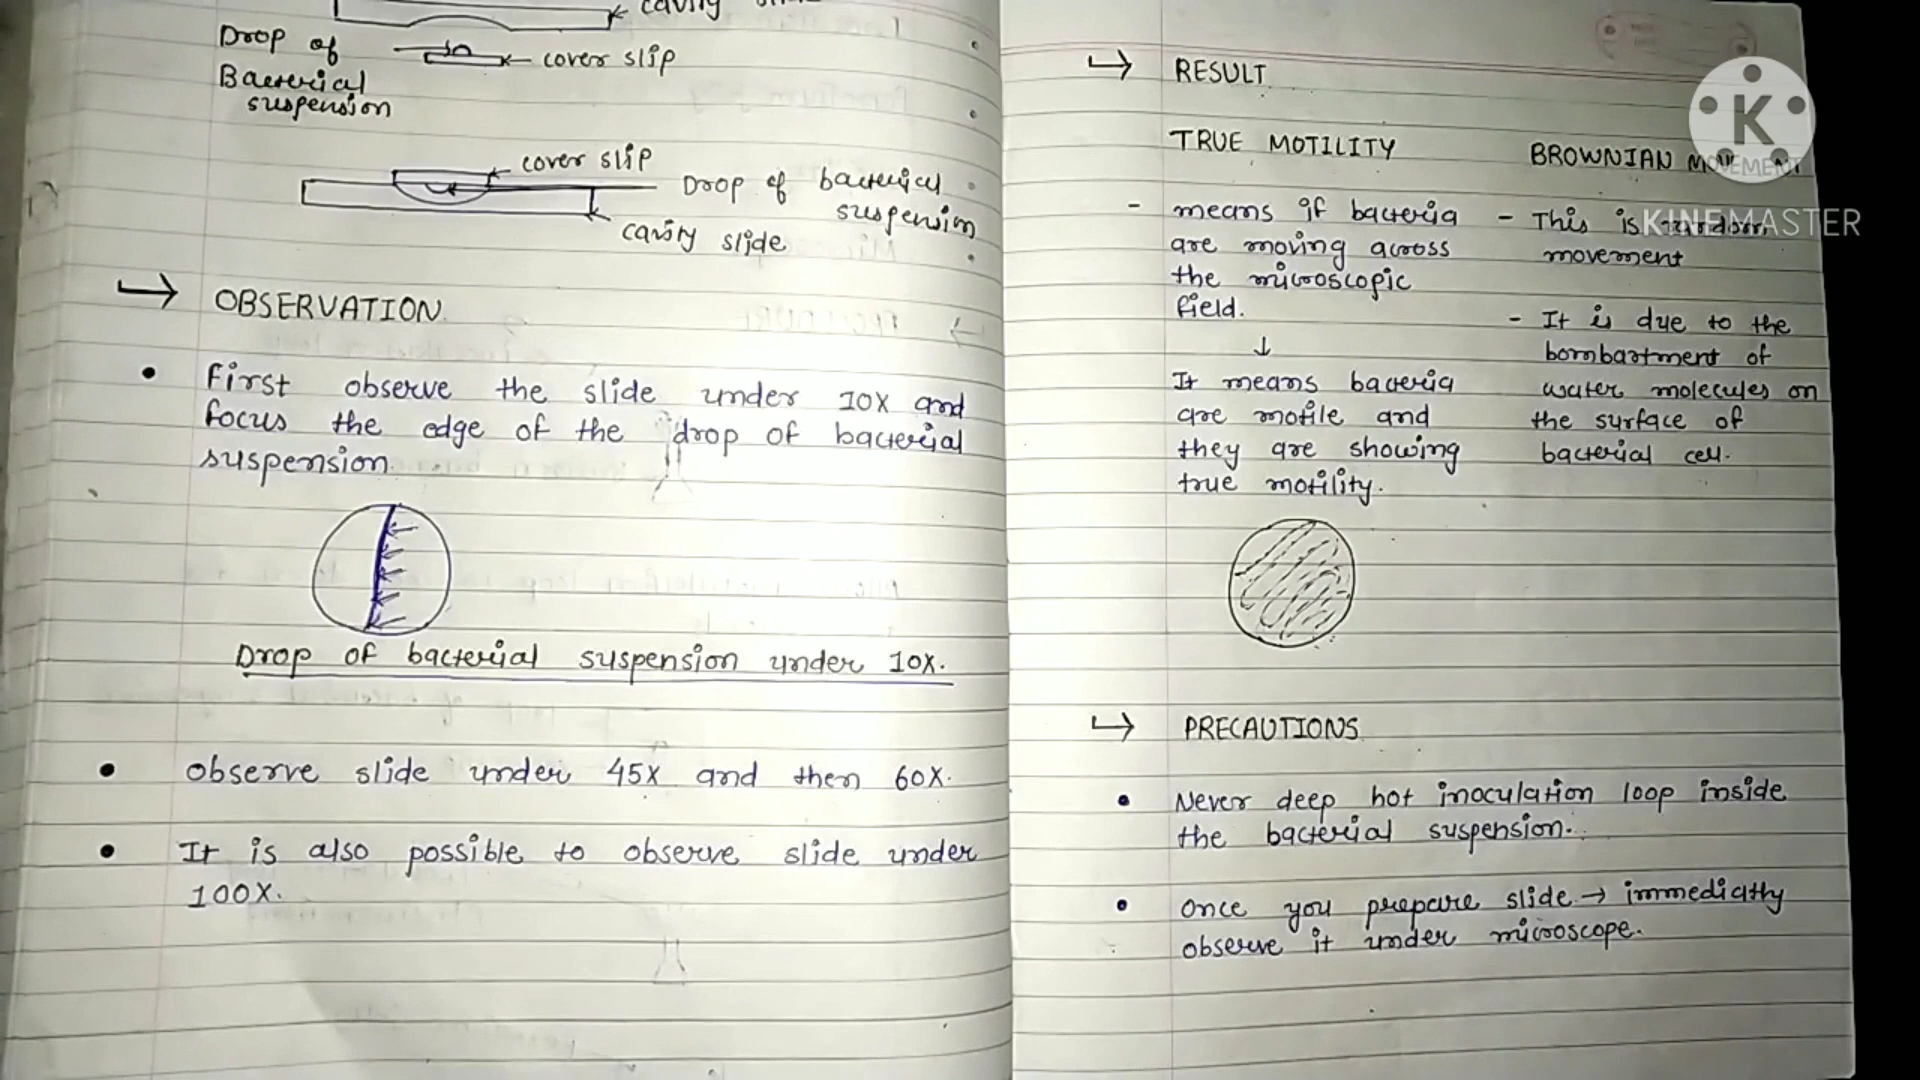 cavity
Drop of
Bacterial
suspension
cover slip
cover slip
Drop of bacterial
suspension
cavity slide
OBSERVATION.
First observe the slide under 10X and
focus the edge of the drop of bacterial
suspension.
Drop of bacterial suspension under 10X.
Observe slide under 45X and then 60X.
It is also possible to observe slide under
100X.
RESULT
TRUE MOTILITY
- means if bacteria
are moving across
the microscopic
field.
↓
It means bacteria
are motile and
they are showing
true motility.
BROWNIAN MOVEMENT
- This is random
movement
- It is due to the
bombartment of
water molecules on
the surface of
bacterial cell.
PRECAUTIONS
Never deep hot inoculation loop inside
the bacterial suspension.
Once you prepare slide → immediatly
observe it under microscope.
K
KINEMASTER